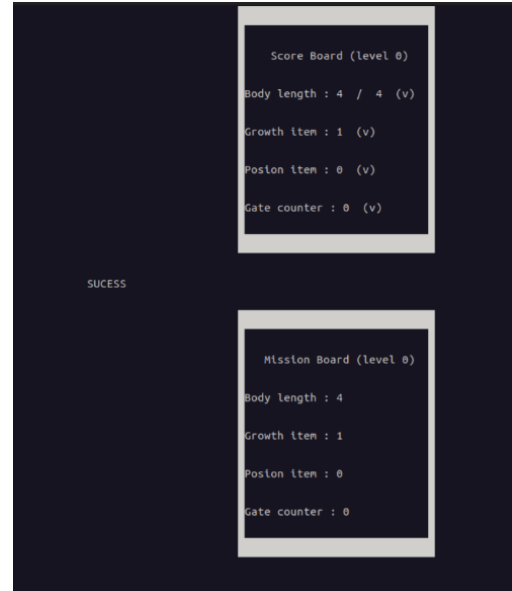 Score Board (level 0)
Body length : 4 / 4 (v)
Growth item : 1 (v)
Posion item : 0 (v)
Gate counter : 0 (v)
SUCESS
Mission Board (level 0)
Body length : 4
Growth item : 1
Posion item : 0
Gate counter : 0